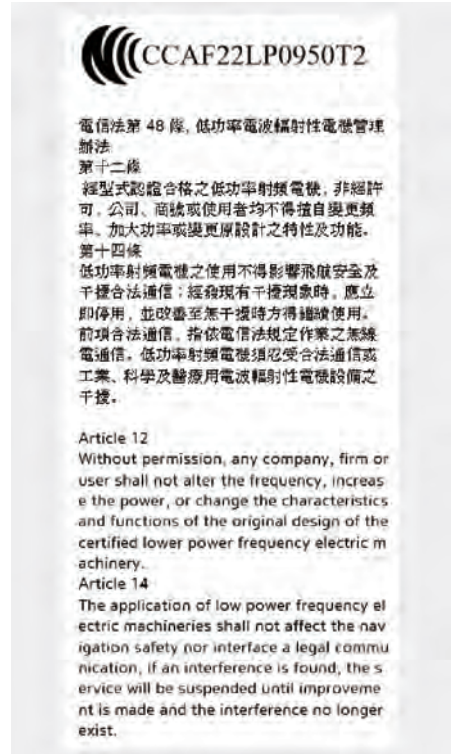 CCAF22LP0950T2
電信法第 48 條, 低功率電波輻射性電機管理
辦法
第十二條
經型式認證合格之低功率射頻電機, 非經許
可, 公司、商號或使用者均不得擅自變更頻
率、加大功率或變更原設計之特性及功能。
第十四條
低功率射頻電機之使用不得影響飛航安全及
干擾合法通信；經發現有干擾現象時, 應立
即停用, 並改善至無干擾時方得繼續使用。
前項合法通信, 指依電信法規定作業之無線
電通信。低功率射頻電機須忍受合法通信或
工業、科學及醫療用電波輻射性電機設備之
干擾。
Article 12
Without permission, any company, firm or
user shall not alter the frequency, increas
e the power, or change the characteristics
and functions of the original design of the
certified lower power frequency electric m
achinery.
Article 14
The application of low power frequency el
ectric machineries shall not affect the nav
igation safety nor interface a legal commu
nication, if an interference is found, the s
ervice will be suspended until improveme
nt is made and the interference no longer
exist.